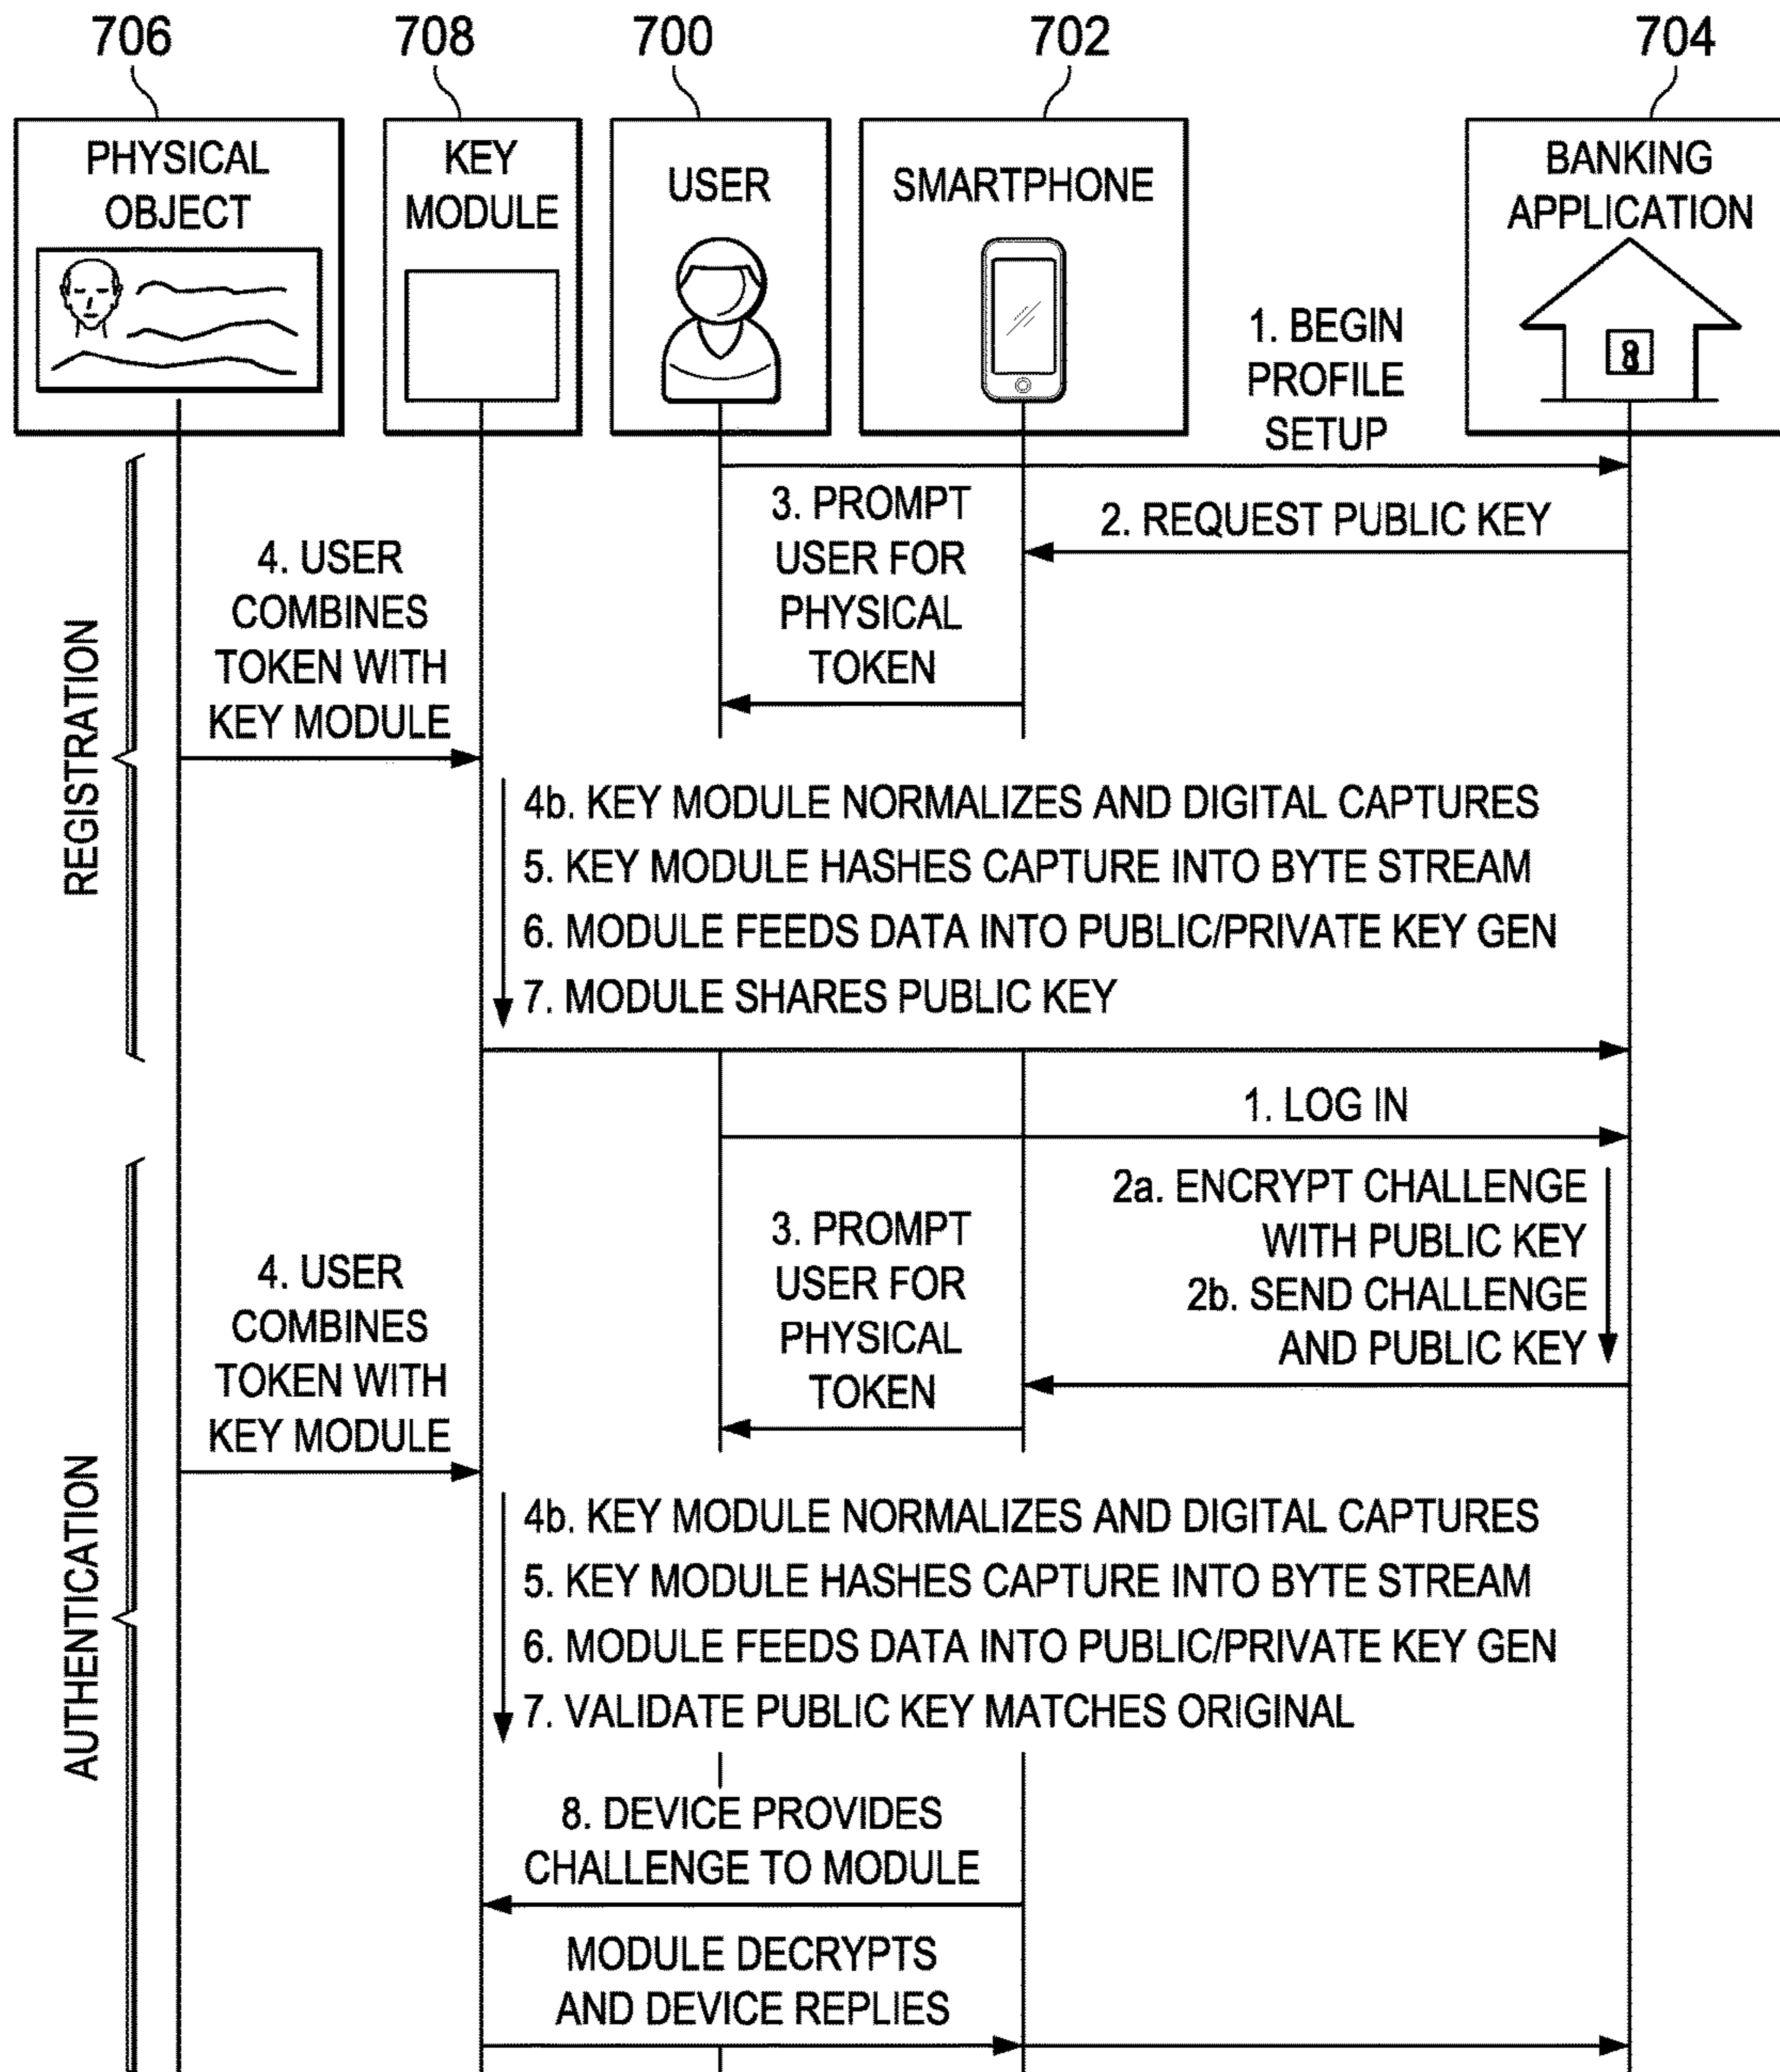 706
708
700
702
704
PHYSICAL
OBJECT
KEY
MODULE
USER
SMARTPHONE
BANKING
APPLICATION
8
1. BEGIN
PROFILE
SETUP
REGISTRATION
2. REQUEST PUBLIC KEY
3. PROMPT
USER FOR
PHYSICAL
TOKEN
4. USER
COMBINES
TOKEN WITH
KEY MODULE
4b. KEY MODULE NORMALIZES AND DIGITAL CAPTURES
5. KEY MODULE HASHES CAPTURE INTO BYTE STREAM
6. MODULE FEEDS DATA INTO PUBLIC/PRIVATE KEY GEN
7. MODULE SHARES PUBLIC KEY
AUTHENTICATION
1. LOG IN
2a. ENCRYPT CHALLENGE
WITH PUBLIC KEY
2b. SEND CHALLENGE
AND PUBLIC KEY
3. PROMPT
USER FOR
PHYSICAL
TOKEN
4. USER
COMBINES
TOKEN WITH
KEY MODULE
4b. KEY MODULE NORMALIZES AND DIGITAL CAPTURES
5. KEY MODULE HASHES CAPTURE INTO BYTE STREAM
6. MODULE FEEDS DATA INTO PUBLIC/PRIVATE KEY GEN
7. VALIDATE PUBLIC KEY MATCHES ORIGINAL
8. DEVICE PROVIDES
CHALLENGE TO MODULE
MODULE DECRYPTS
AND DEVICE REPLIES